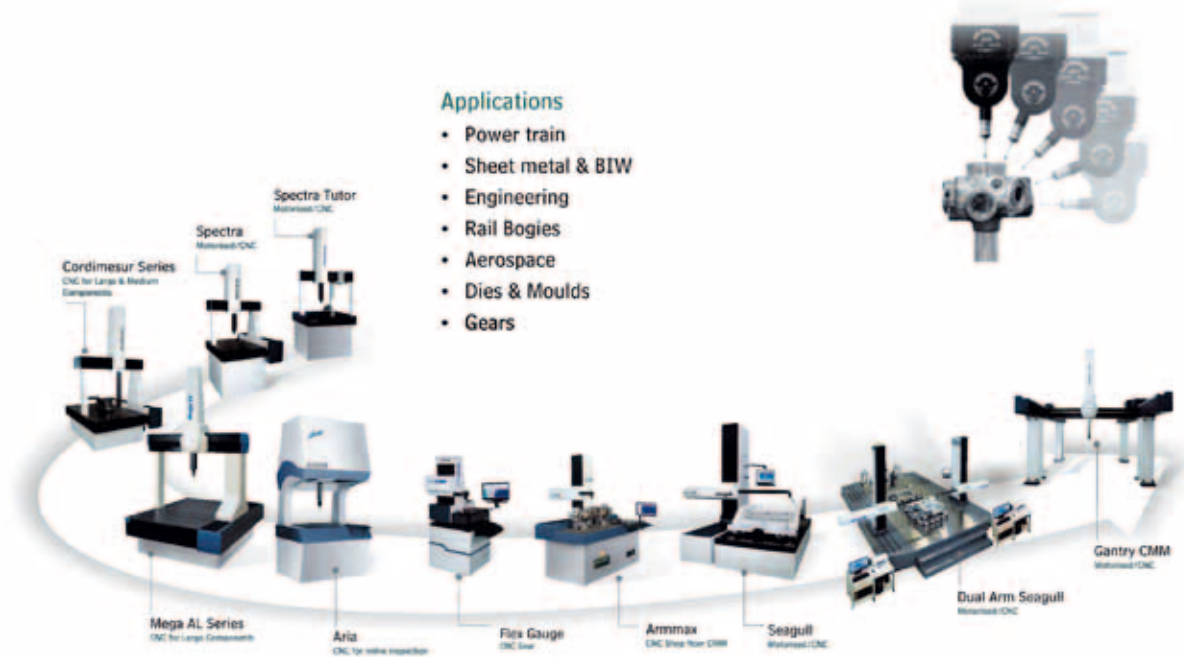 Applications
• Power train
• Sheet metal & BIW
• Engineering
• Rail Bogies
• Aerospace
• Dies & Moulds
• Gears
Spectra Tutor
Motorised/CNC
Spectra
Motorised/CNC
Cordimesur Series
CNC for Large & Medium
Components
Mega AL Series
CNC for Large Components
Aria
CNC for inline inspection
Flex Gauge
CNC
Armmax
CNC Shop floor CMM
Seagull
Motorised/CNC
Dual Arm Seagull
Motorised/CNC
Gantry CMM
Motorised/CNC